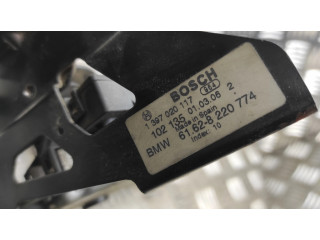 BOSCH
1 397 020 117
102 135 01.03.06 2
Made in Spain
BMW 61.62-8 220 774
Index: 10